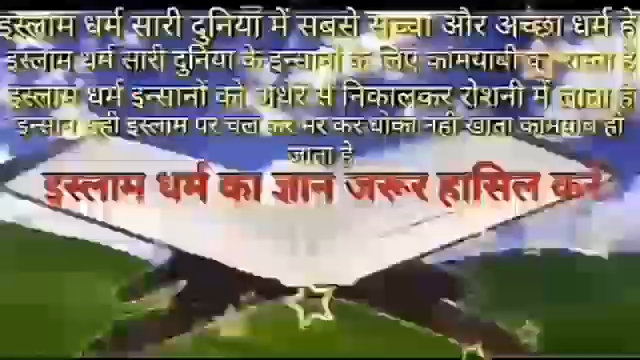 इस्लाम धर्म सारी दुनिया में सबसे सच्चा और अच्छा धर्म है
इस्लाम धर्म सारी दुनिया के इन्सानों के लिए कांमयाबी का रास्ता है
इस्लाम धर्म इन्सानों को अंधेरे से निकालकर रोशनी में लाता है
इन्सान इस्लाम पर चल कर मर कर धोका नही खाता कामयाब हो
जाता है
इस्लाम धर्म का ज्ञान जरूर हासिल करें